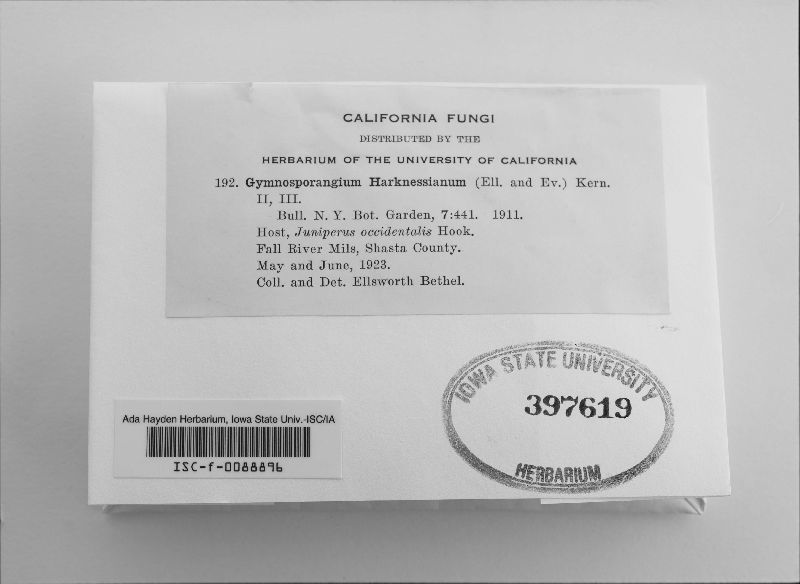 CALIFORNIA FUNGI
DISTRIBUTED BY THE
HERBARIUM OF THE UNIVERSITY OF CALIFORNIA
192. Gymnosporangium Harknessianum (Ell. and Ev.) Kern.
II, III.
Bull. N. Y. Bot. Garden, 7:441. 1911.
Host, Juniperus occidentalis Hook.
Fall River Mils, Shasta County.
May and June, 1923.
Coll. and Det. Ellsworth Bethel.
IOWA STATE UNIVERSITY
397619
HERBARIUM
Ada Hayden Herbarium, Iowa State Univ.-ISC/IA
ISC-f-0088896